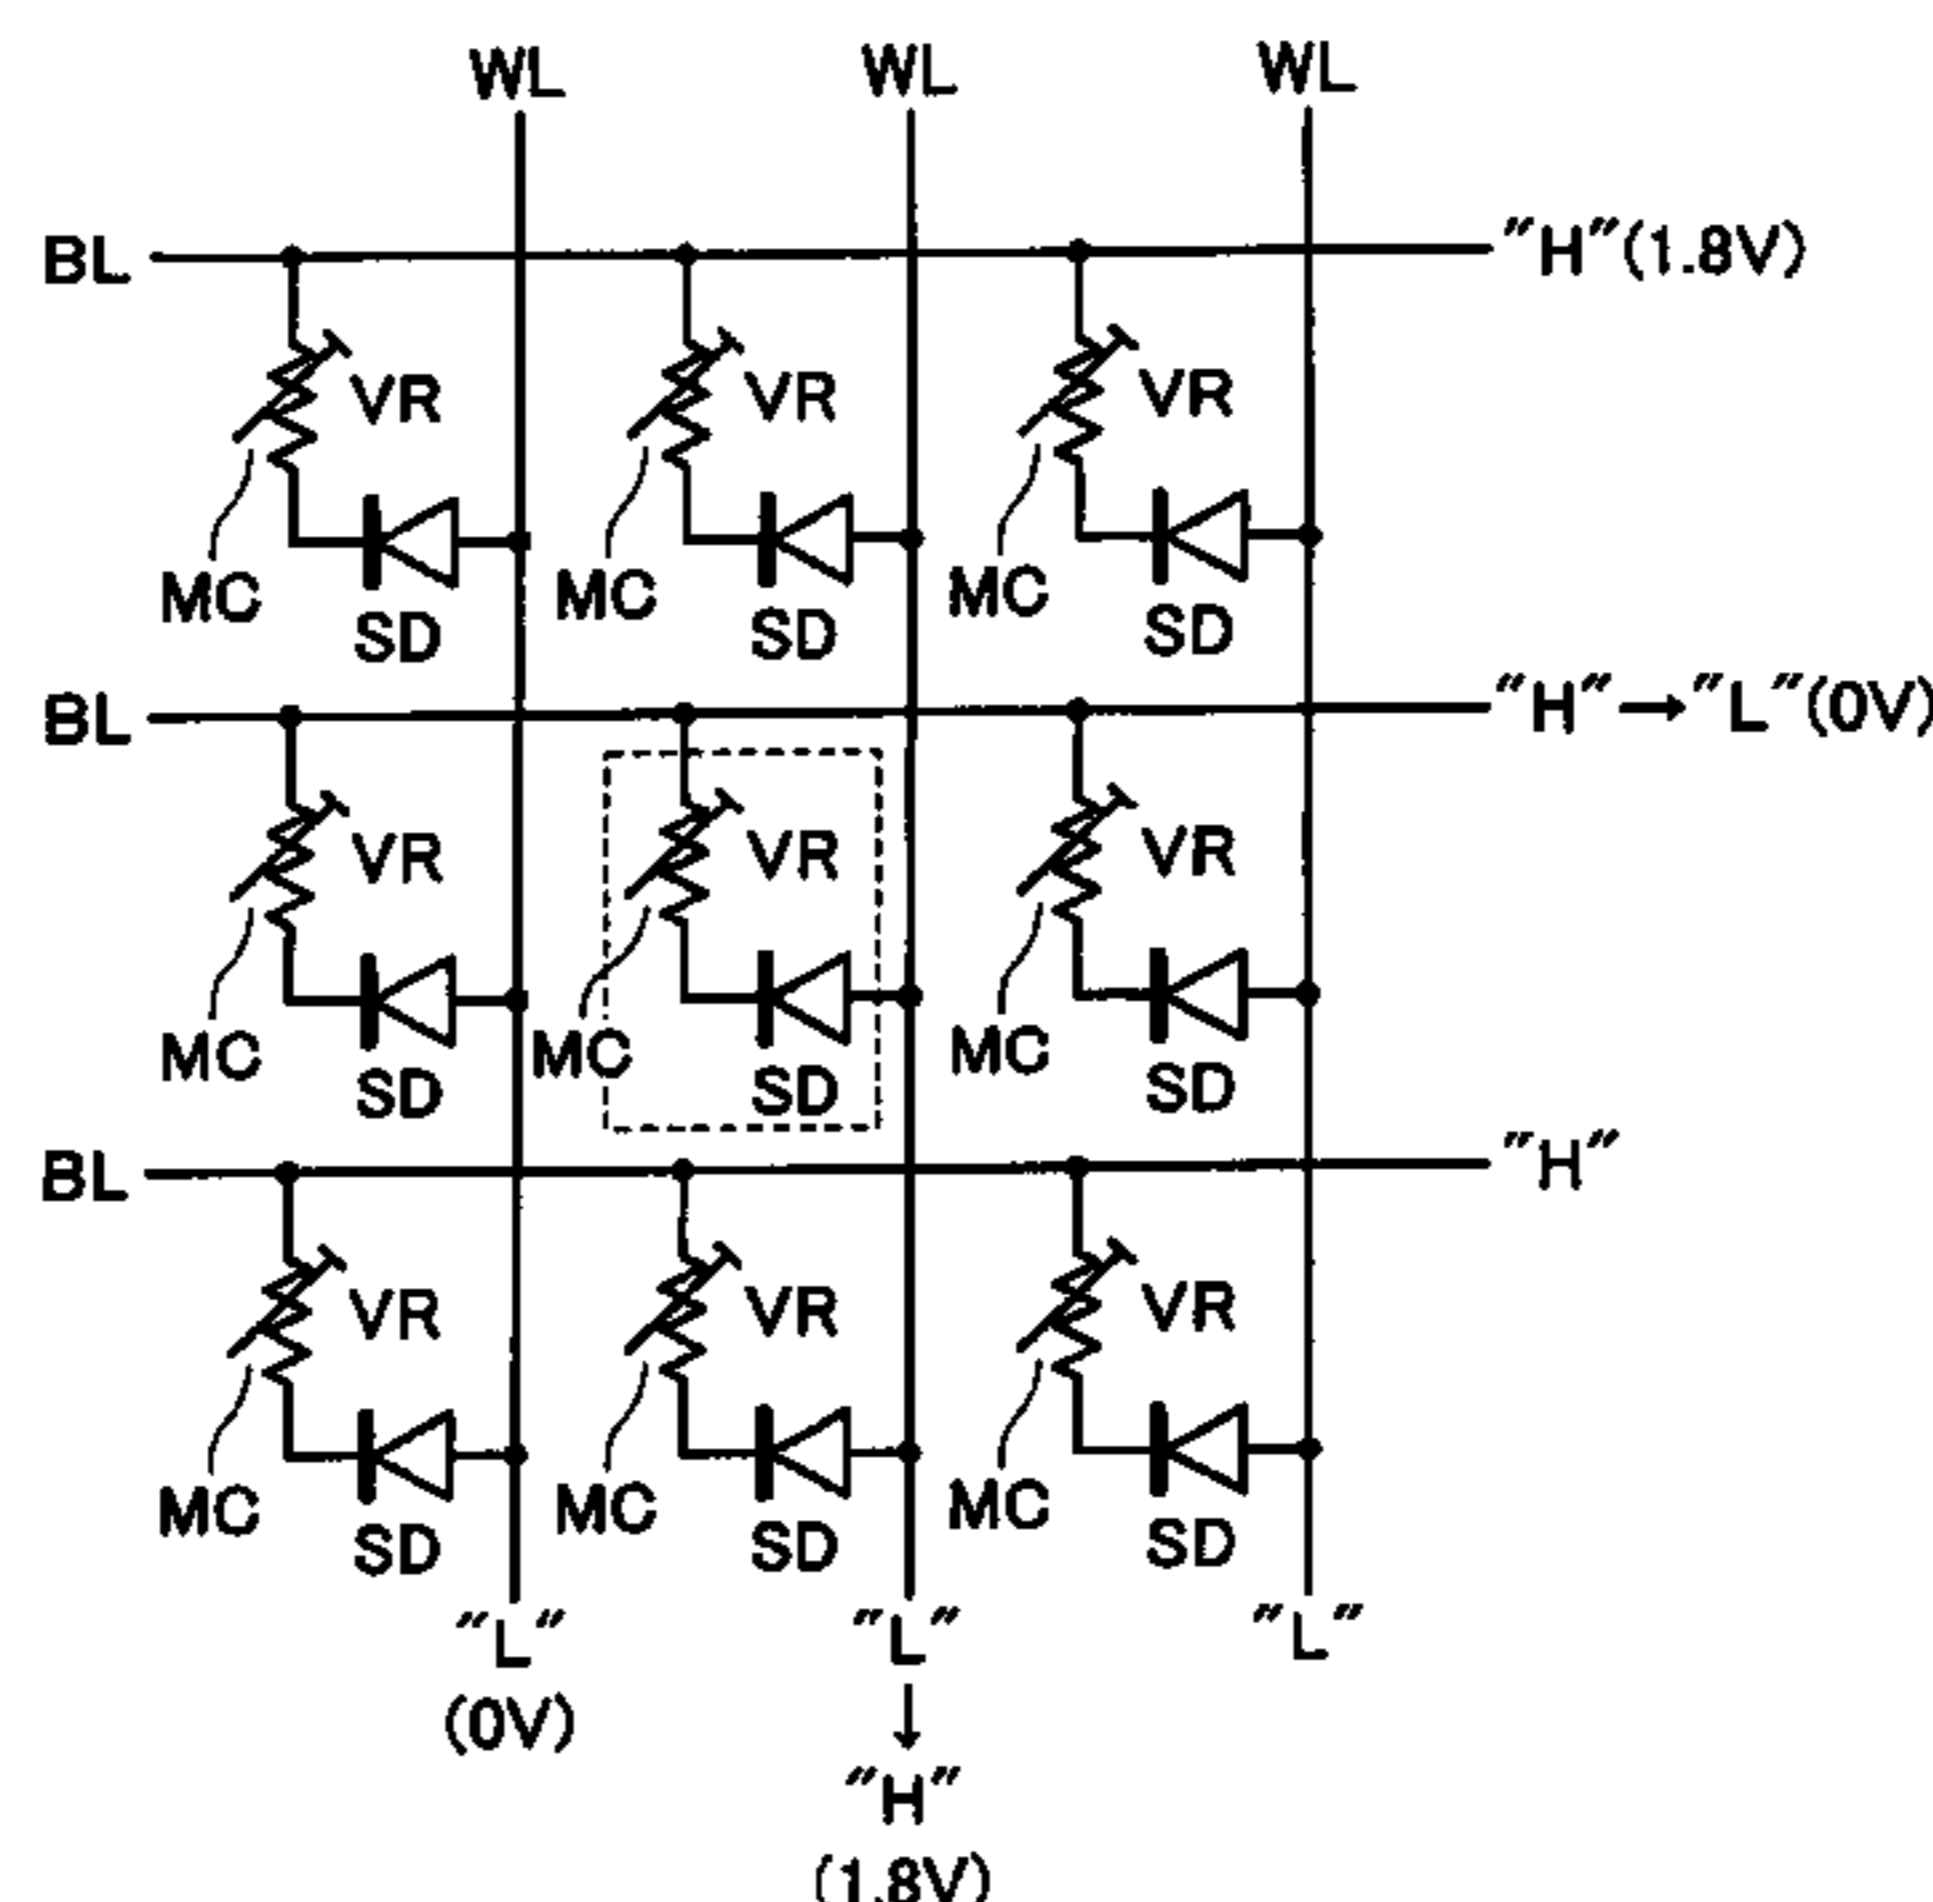 WL WL WL
BL "H"(1.8V)
VR VR VR
MC MC MC
SD SD SD
BL "H"→"L"(0V)
VR VR VR
MC MC MC
SD SD SD
BL "H"
VR VR VR
MC MC MC
SD SD SD
"L" "L" "L"
(0V) ↓
"H"
(1.8V)